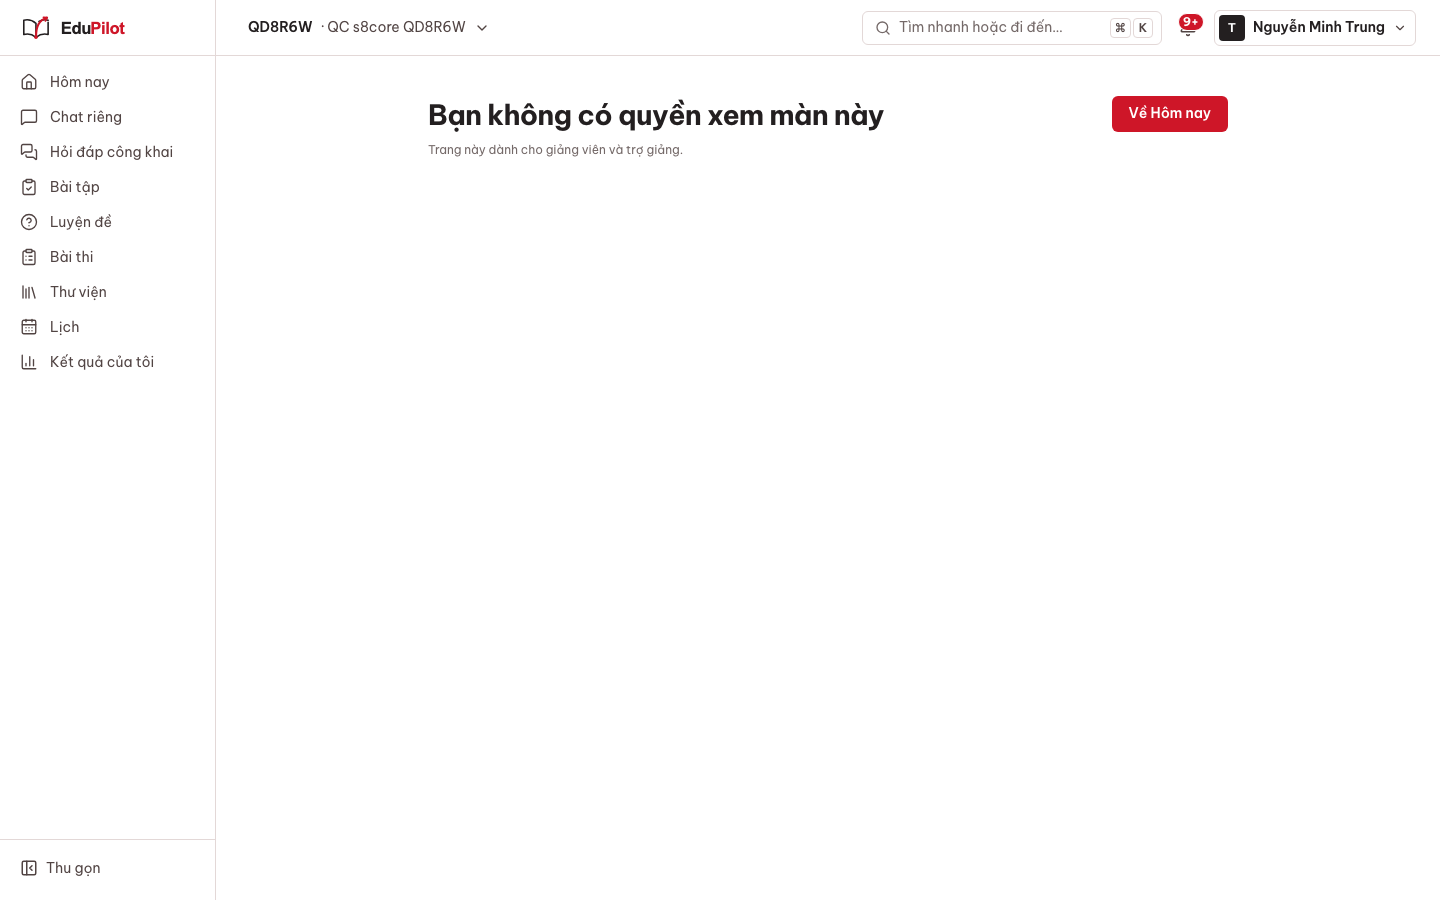 EduPilot
QD8R6W · QC s8core QD8R6W
Tìm nhanh hoặc đi đến... ⌘ K
9+
T Nguyễn Minh Trung
Hôm nay
Chat riêng
Hỏi đáp công khai
Bài tập
Luyện đề
Bài thi
Thư viện
Lịch
Kết quả của tôi
Thu gọn
Bạn không có quyền xem màn này
Về Hôm nay
Trang này dành cho giảng viên và trợ giảng.